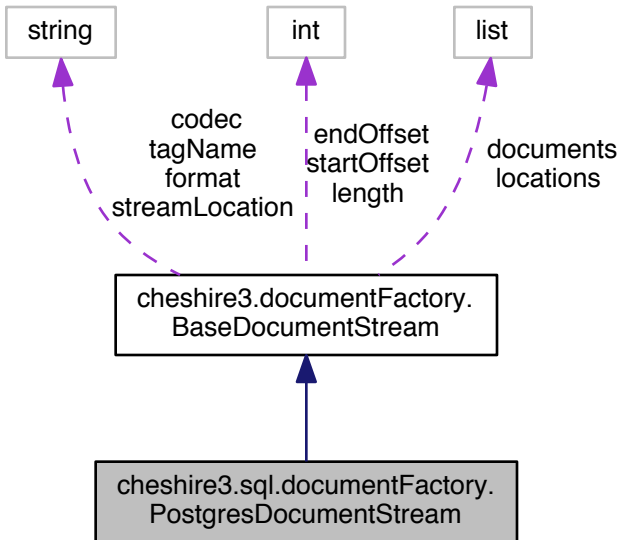 string
int
list
codec
tagName
format
streamLocation
endOffset
startOffset
length
documents
locations
cheshire3.documentFactory.
BaseDocumentStream
cheshire3.sql.documentFactory.
PostgresDocumentStream